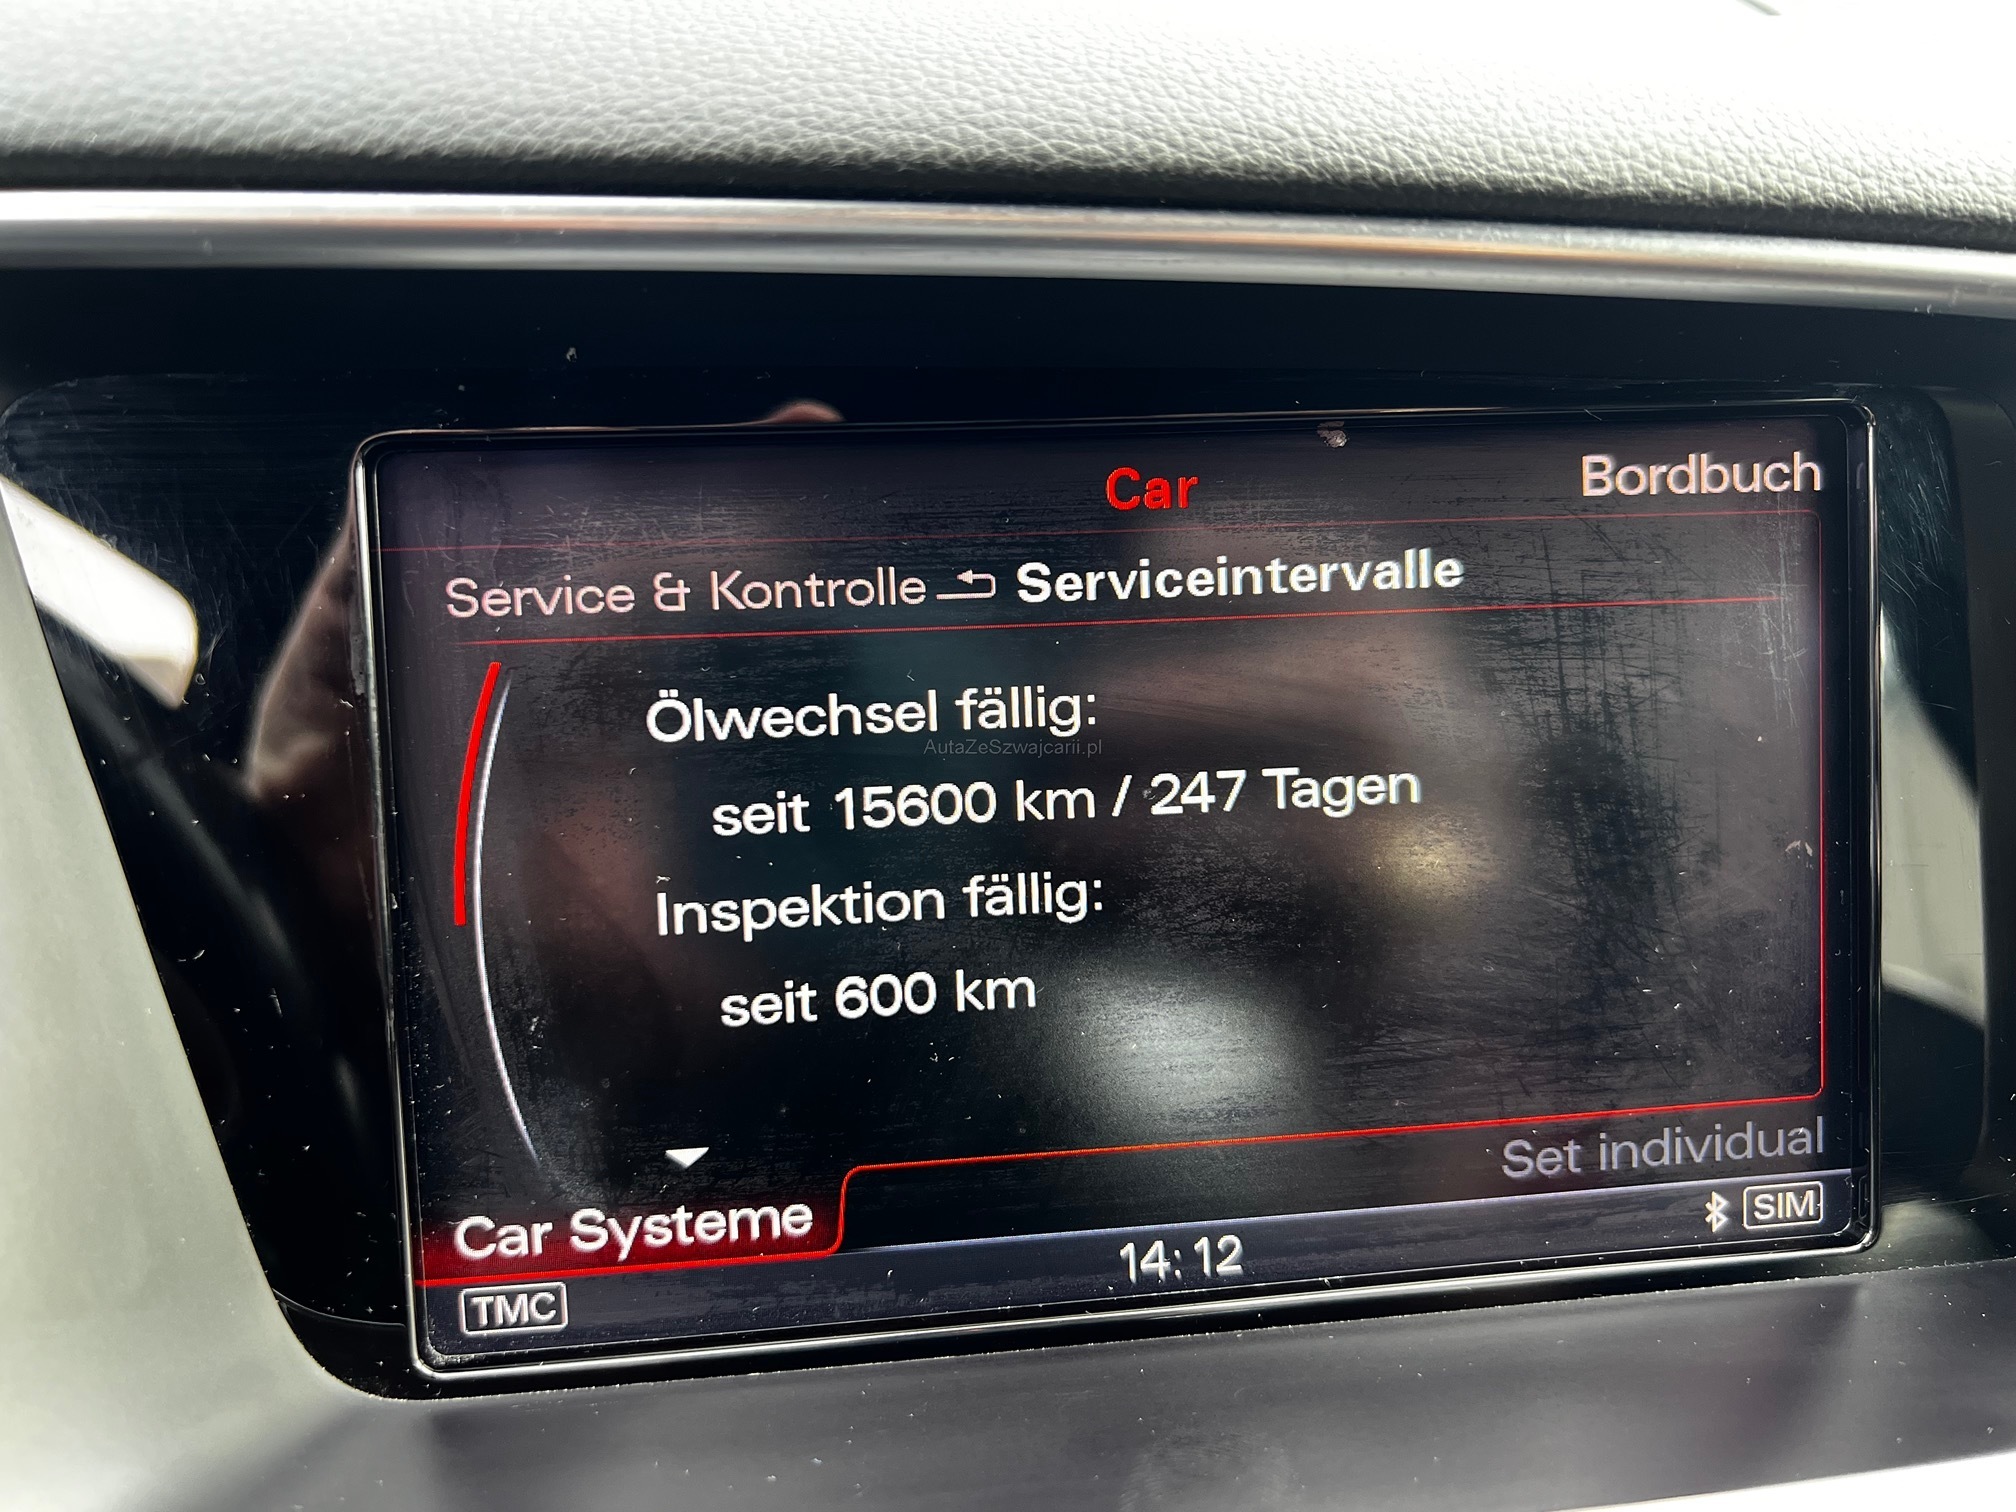 Car
Bordbuch
Service & Kontrolle Serviceintervalle
Ölwechsel fällig:
AutaZeSzwajcarii.pl
seit 15600 km / 247 Tagen
Inspektion fällig:
seit 600 km
Set individual
Car Systeme
SIM
14:12
TMC